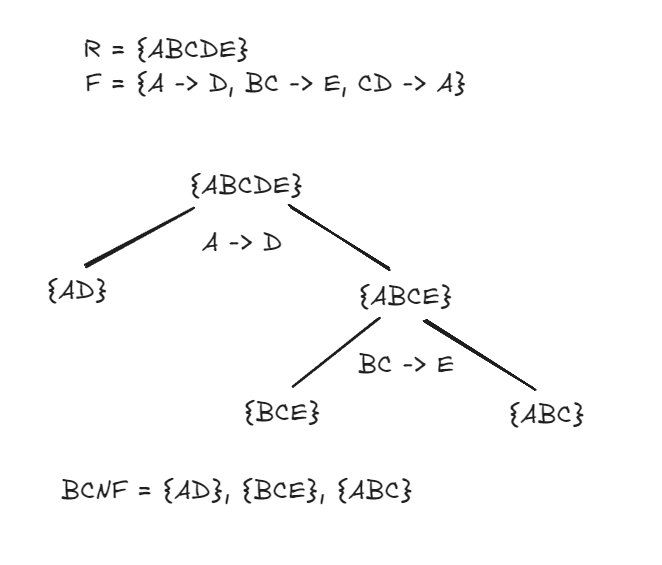 R = {ABCDE}
F = {A -> D, BC -> E, CD -> A}
{ABCDE}
A -> D
{AD}
{ABCE}
BC -> E
{BCE}
{ABC}
BCNF = {AD}, {BCE}, {ABC}